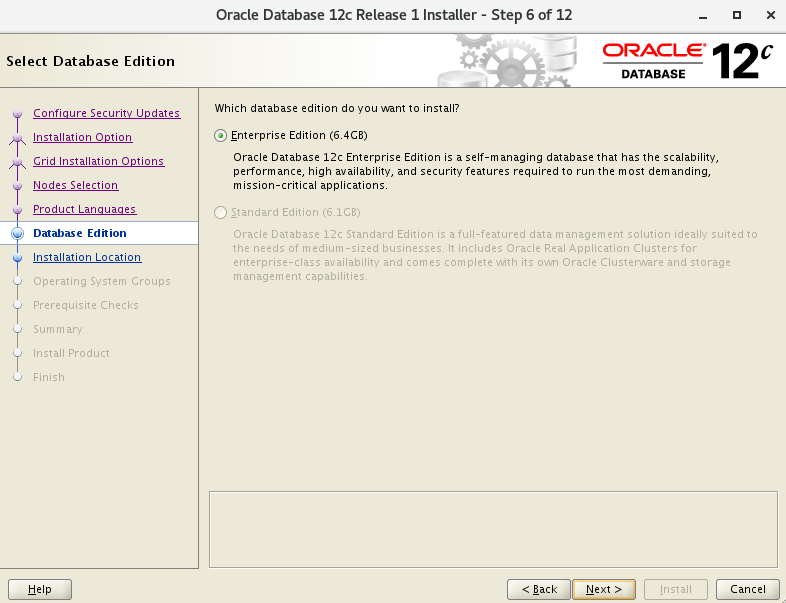 Oracle Database 12c Release 1 Installer - Step 6 of 12
Select Database Edition
ORACLE®
DATABASE
12c
Configure Security Updates
Installation Option
Grid Installation Options
Nodes Selection
Product Languages
Database Edition
Installation Location
Operating System Groups
Prerequisite Checks
Summary
Install Product
Finish
Which database edition do you want to install?
Enterprise Edition (6.4GB)
Oracle Database 12c Enterprise Edition is a self-managing database that has the scalability,
performance, high availability, and security features required to run the most demanding,
mission-critical applications.
Standard Edition (6.1GB)
Oracle Database 12c Standard Edition is a full-featured data management solution ideally suited to
the needs of medium-sized businesses. It includes Oracle Real Application Clusters for
enterprise-class availability and comes complete with its own Oracle Clusterware and storage
management capabilities.
Help
< Back
Next >
Install
Cancel